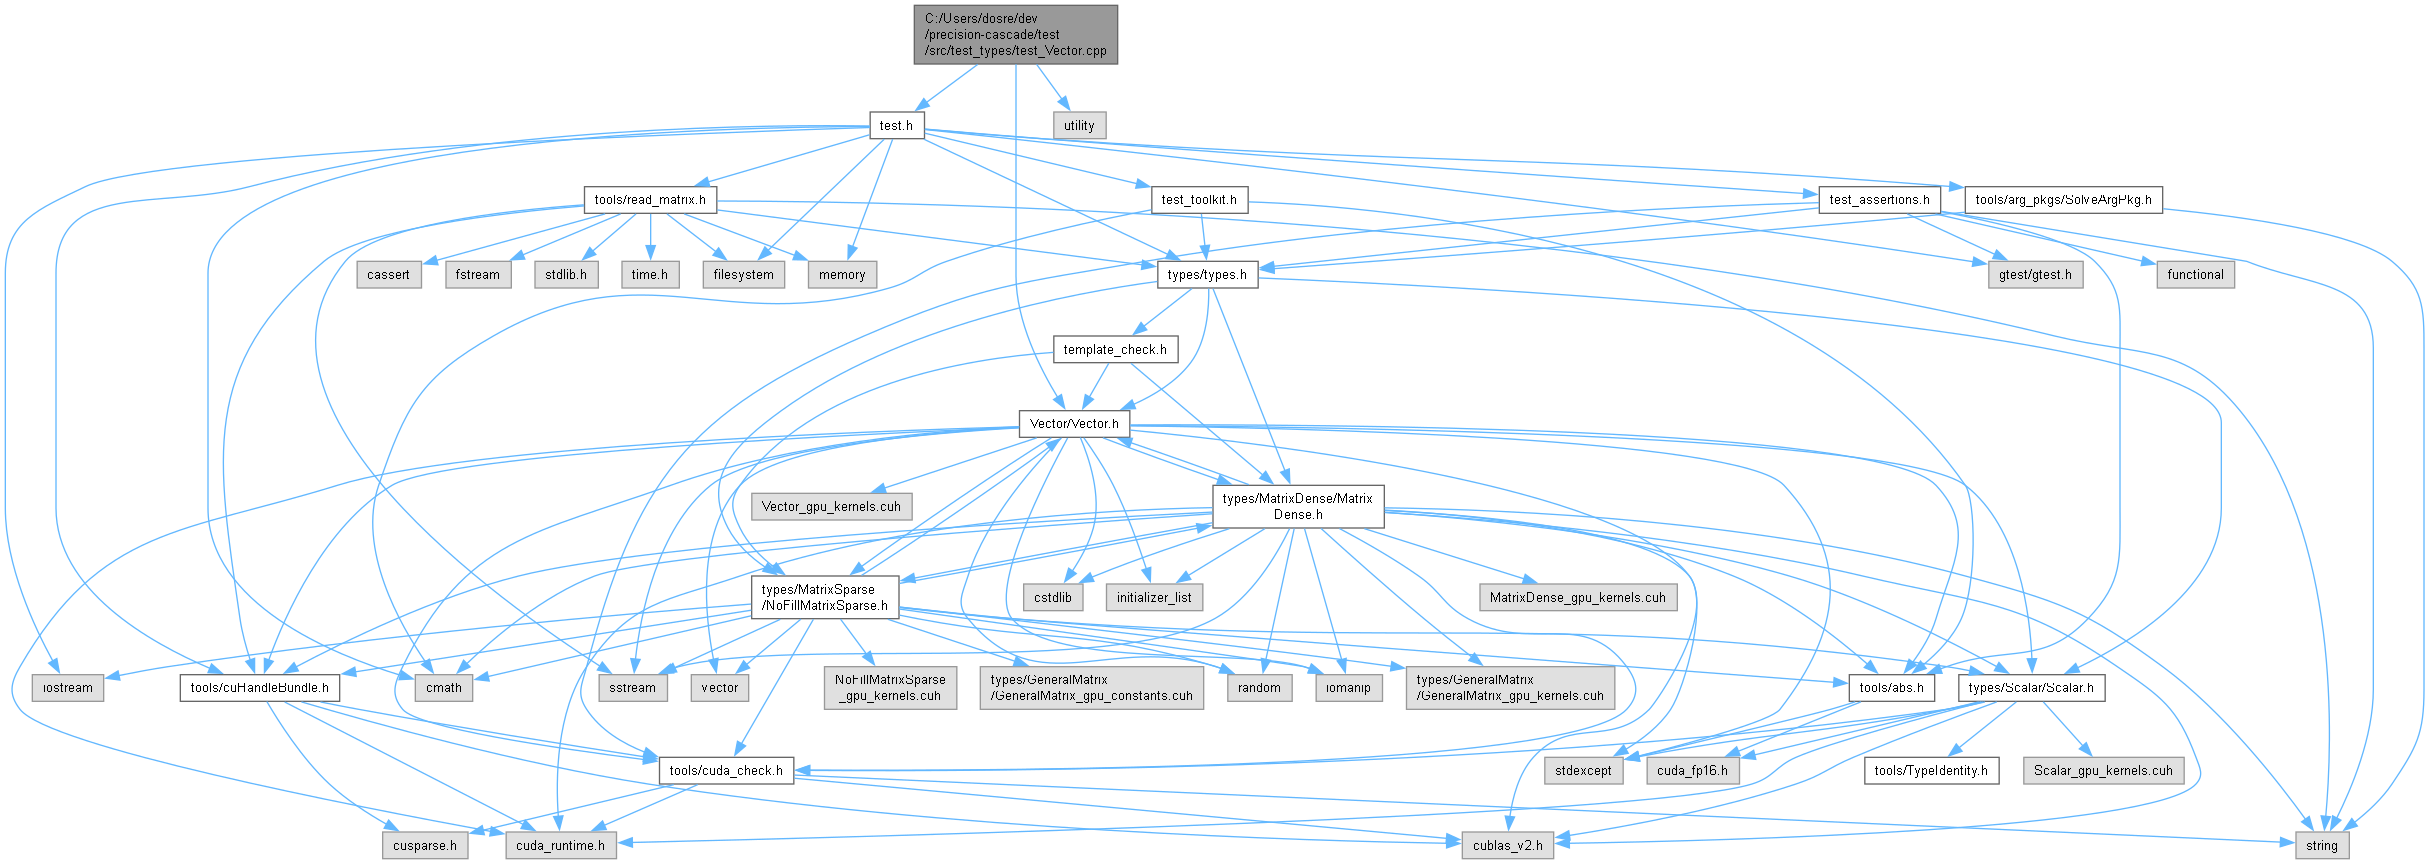 C:/Users/dosre/dev
/precision-cascade/test
/src/test_types/test_Vector.cpp
test.h
utility
tools/read_matrix.h
test_toolkit.h
test_assertions.h
tools/arg_pkgs/SolveArgPkg.h
cassert
fstream
stdlib.h
time.h
filesystem
memory
types/types.h
gtest/gtest.h
functional
template_check.h
Vector/Vector.h
Vector_gpu_kernels.cuh
types/MatrixDense/Matrix
Dense.h
types/MatrixSparse
/NoFillMatrixSparse.h
cstdlib
initializer_list
MatrixDense_gpu_kernels.cuh
iostream
tools/cuHandleBundle.h
cmath
sstream
vector
NoFillMatrixSparse
_gpu_kernels.cuh
types/GeneralMatrix
/GeneralMatrix_gpu_constants.cuh
random
iomanip
types/GeneralMatrix
/GeneralMatrix_gpu_kernels.cuh
tools/abs.h
types/Scalar/Scalar.h
tools/cuda_check.h
stdexcept
cuda_fp16.h
tools/TypeIdentity.h
Scalar_gpu_kernels.cuh
cusparse.h
cuda_runtime.h
cublas_v2.h
string